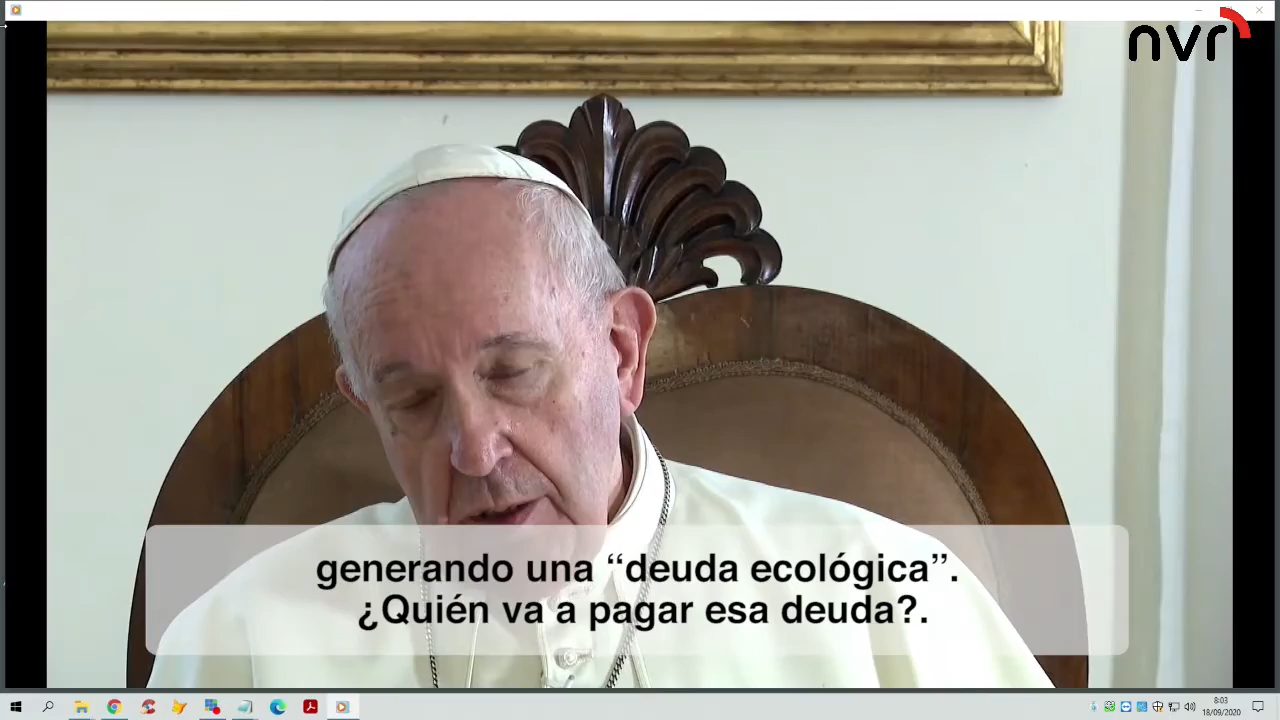 nvr
generando una “deuda ecológica”.
¿Quién va a pagar esa deuda?.
8:03
18/09/2020